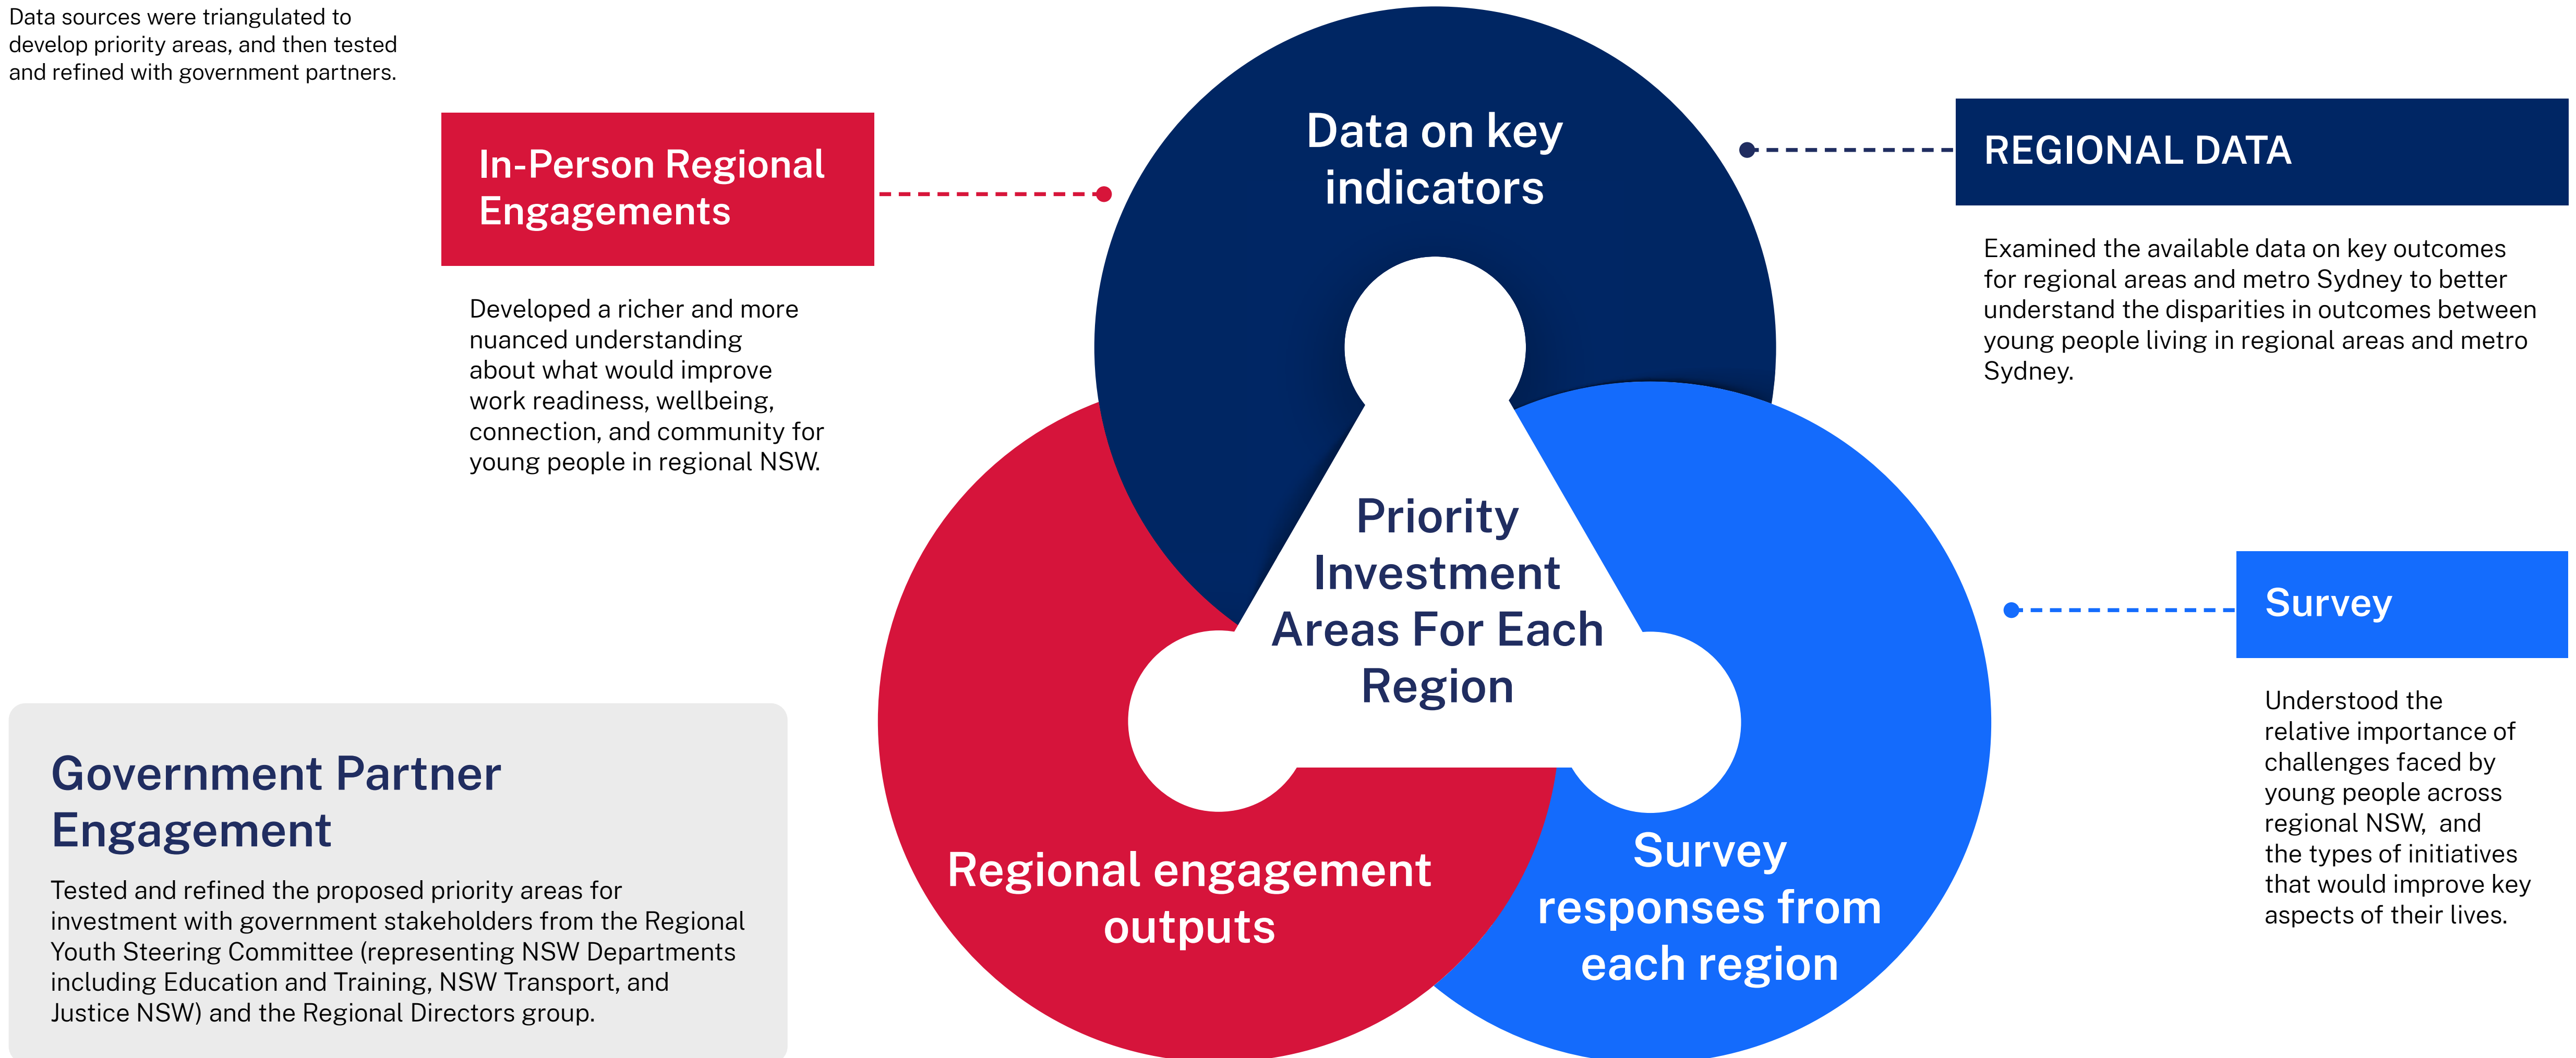 Data sources were triangulated to
develop priority areas, and then tested
and refined with government partners.
In-Person Regional
Engagements
Developed a richer and more
nuanced understanding
about what would improve
work readiness, wellbeing,
connection, and community for
young people in regional NSW.
Government Partner
Engagement
Tested and refined the proposed priority areas for
investment with government stakeholders from the Regional
Youth Steering Committee (representing NSW Departments
including Education and Training, NSW Transport, and
Justice NSW) and the Regional Directors group.
Data on key
indicators
Priority
Investment
Areas For Each
Region
Regional engagement
outputs
Survey
responses from
each region
REGIONAL DATA
Examined the available data on key outcomes
for regional areas and metro Sydney to better
understand the disparities in outcomes between
young people living in regional areas and metro
Sydney.
Survey
Understood the
relative importance of
challenges faced by
young people across
regional NSW,  and
the types of initiatives
that would improve key
aspects of their lives.